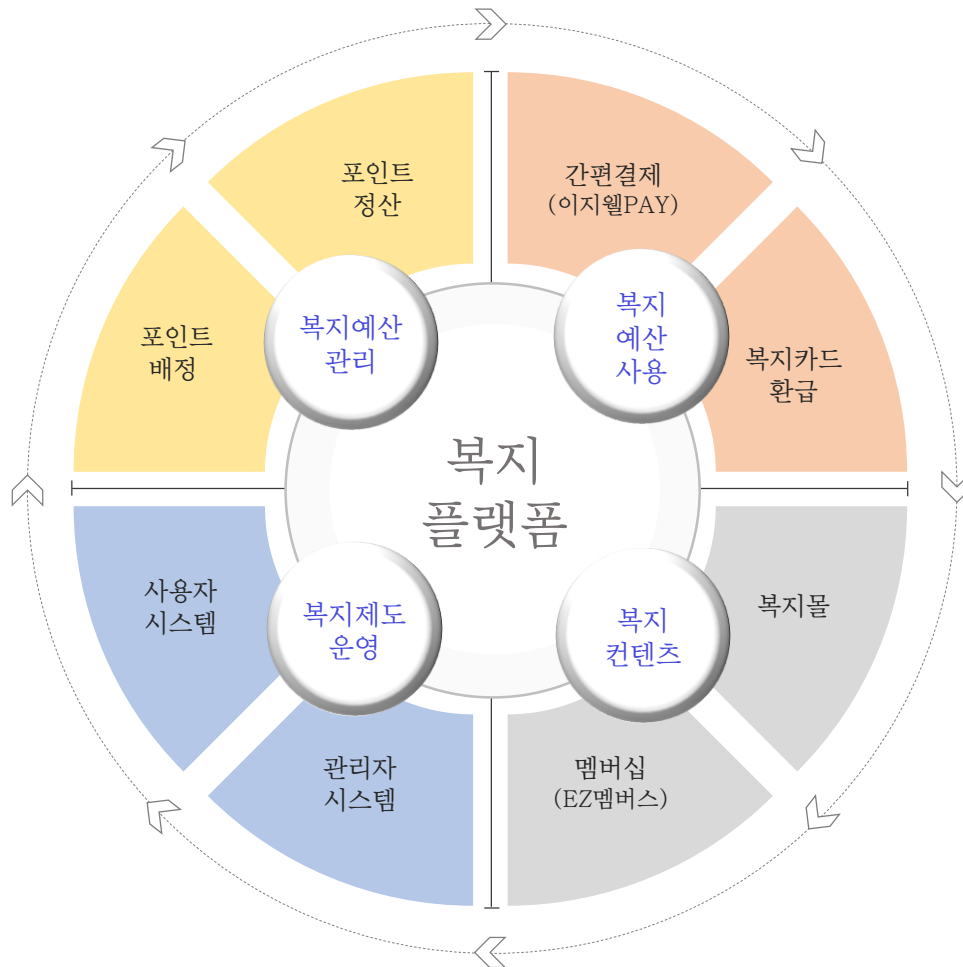 포인트
정산
간편결제
(이지웰PAY)
포인트
배정
복지예산
관리
복지
예산
사용
복지카드
환급
복지
플랫폼
사용자
시스템
복지제도
운영
복지
컨텐츠
복지몰
관리자
시스템
멤버십
(EZ멤버스)